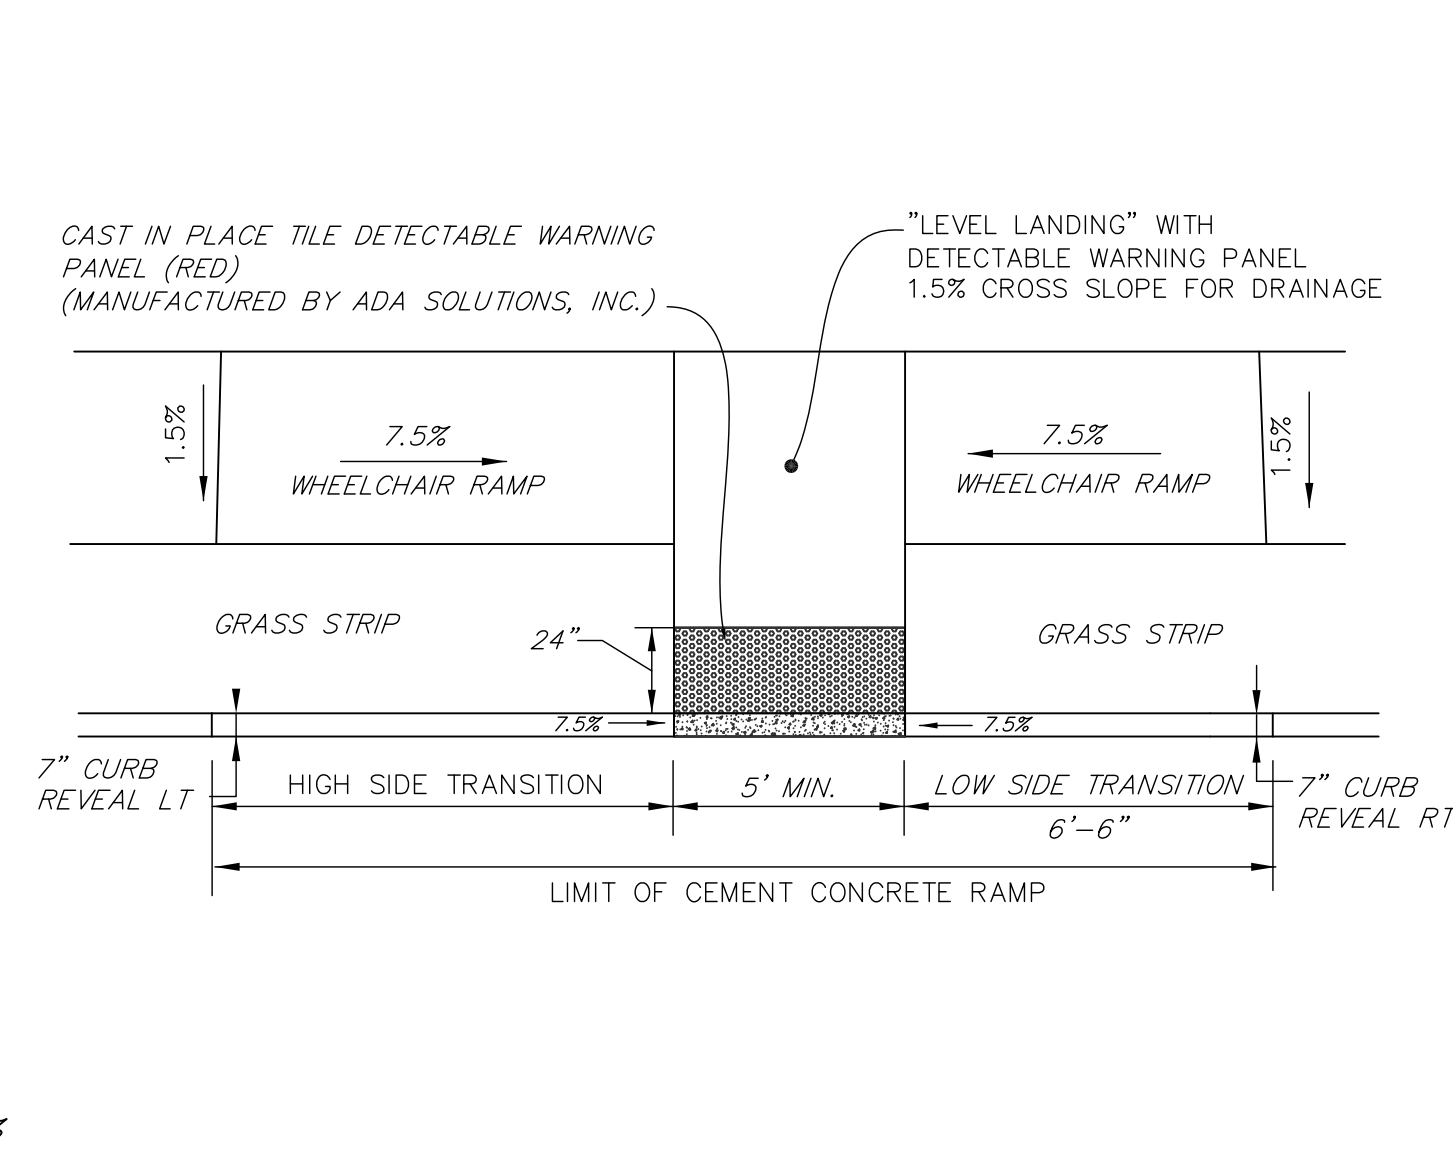 CAST IN PLACE TILE DETECTABLE WARNING
PANEL (RED)
(MANUFACTURED BY ADA SOLUTIONS, INC.)
"LEVEL LANDING" WITH
DETECTABLE WARNING PANEL
1.5% CROSS SLOPE FOR DRAINAGE
1.5%
7.5%
WHEELCHAIR RAMP
7.5%
WHEELCHAIR RAMP
1.5%
GRASS STRIP
24"
GRASS STRIP
7.5%
7.5%
7" CURB
REVEAL LT
HIGH SIDE TRANSITION
5' MIN.
LOW SIDE TRANSITION
6'-6"
7" CURB
REVEAL RT
LIMIT OF CEMENT CONCRETE RAMP